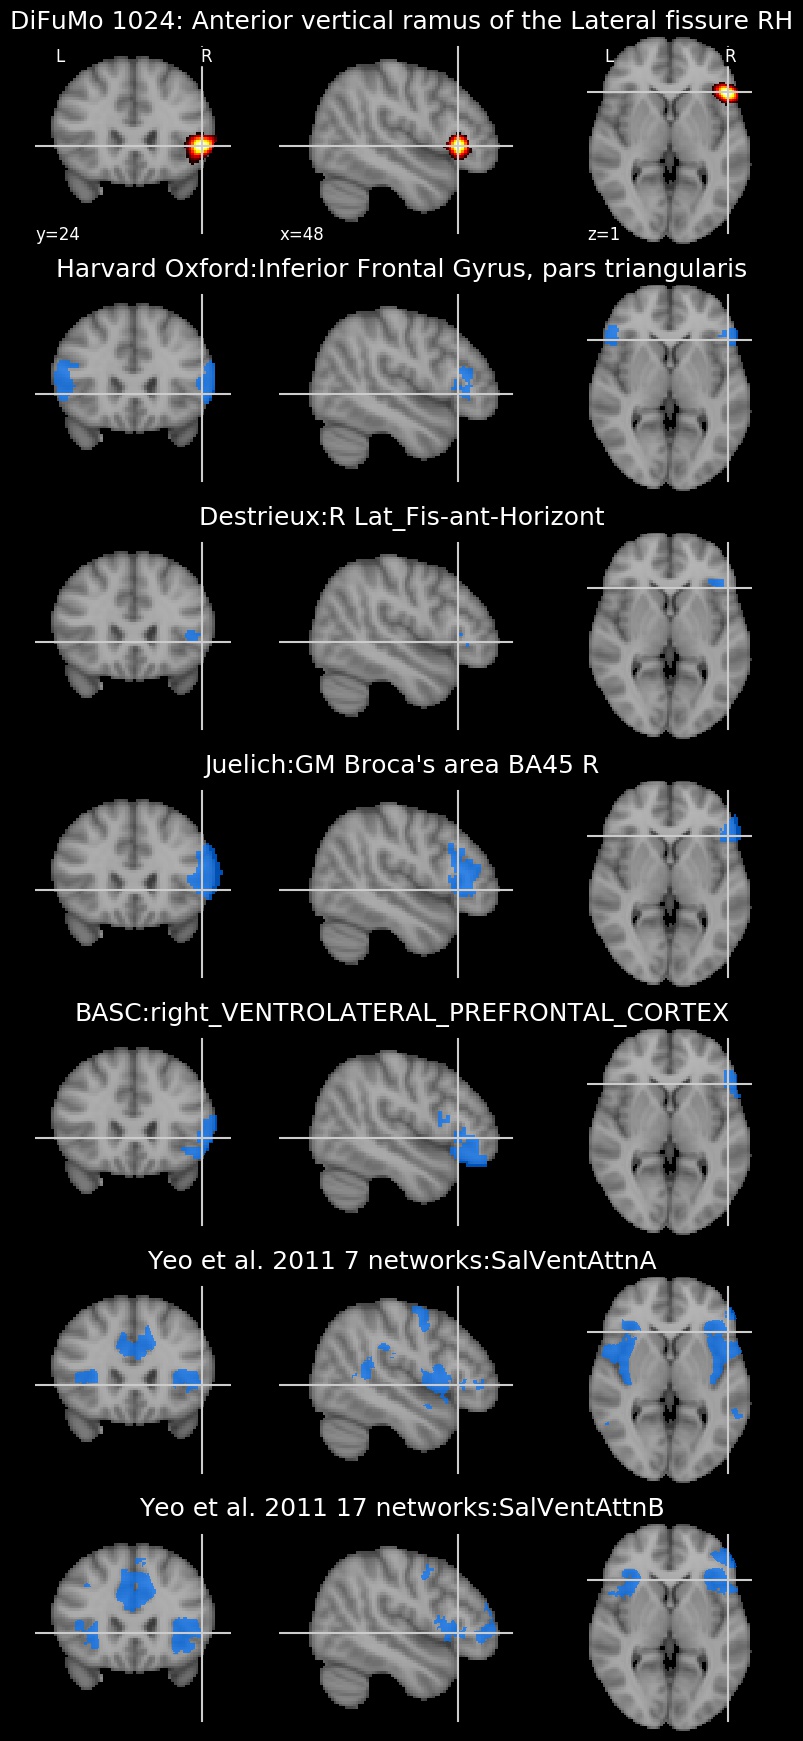 DiFuMo 1024: Anterior vertical ramus of the Lateral fissure RH
L R L R
y=24 x=48 z=1
Harvard Oxford:Inferior Frontal Gyrus, pars triangularis
Destrieux:R Lat_Fis-ant-Horizont
Juelich:GM Broca's area BA45 R
BASC:right_VENTROLATERAL_PREFRONTAL_CORTEX
Yeo et al. 2011 7 networks:SalVentAttnA
Yeo et al. 2011 17 networks:SalVentAttnB